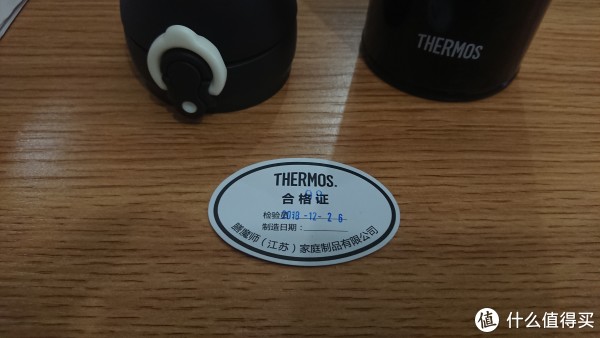 THERMOS
THERMOS.
合格证
检验员
2018-12-26
制造日期:
膳魔师（江苏）家庭制品有限公司
值 什么值得买